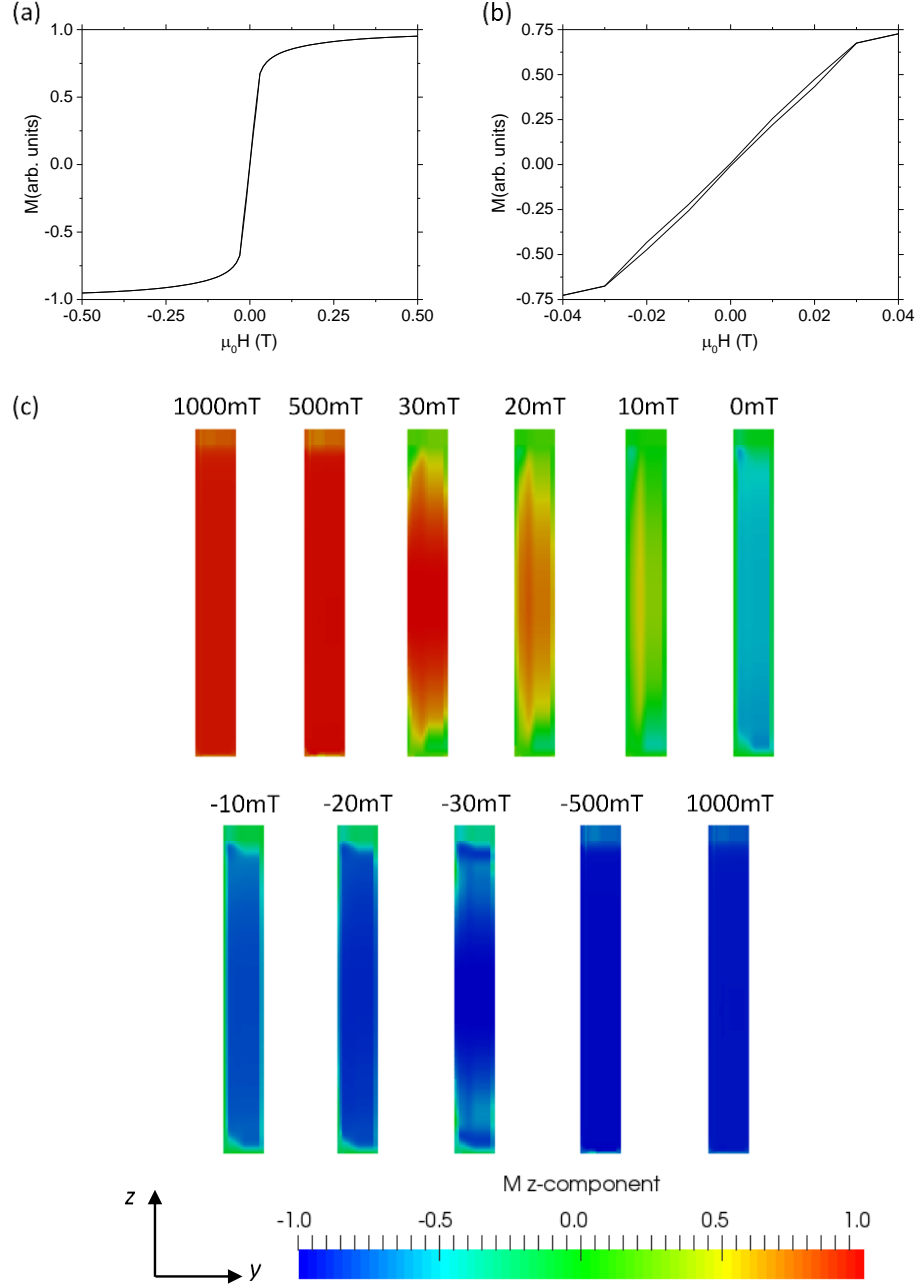 (a)
(b)
1.0
0.5
0.0
-0.5
-1.0
M(arb. units)
-0.50 -0.25 0.00 0.25 0.50
μ0H (T)
0.75
0.50
0.25
0.00
-0.25
-0.50
-0.75
M(arb. units)
-0.04 -0.02 0.00 0.02 0.04
μ0H (T)
(c)
1000mT 500mT 30mT 20mT 10mT 0mT
-10mT -20mT -30mT -500mT 1000mT
M z-component
-1.0 -0.5 0.0 0.5 1.0
z
y